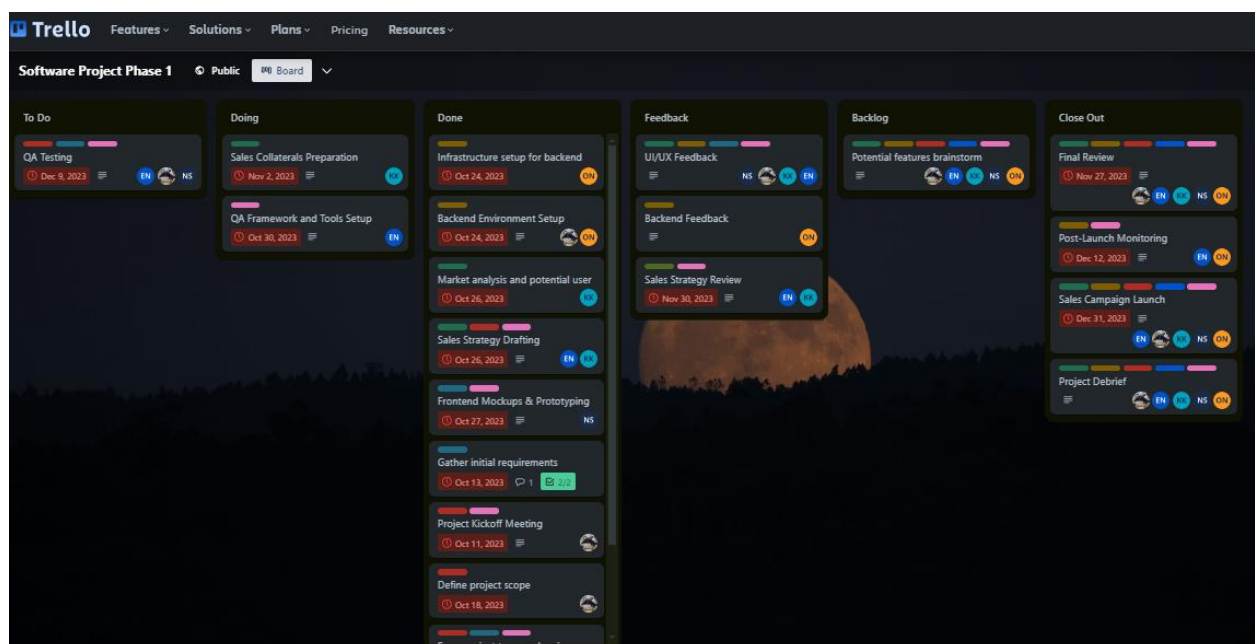 Trello Features Solutions Plans Pricing Resources
Software Project Phase 1 Public Board
To Do
QA Testing
Dec 9, 2023
EN NS
Doing
Sales Collaterals Preparation
Nov 2, 2023
KK
QA Framework and Tools Setup
Oct 30, 2023
EN
Done
Infrastructure setup for backend
Oct 24, 2023
ON
Backend Environment Setup
Oct 24, 2023
ON
Market analysis and potential user
Oct 26, 2023
KK
Sales Strategy Drafting
Oct 26, 2023
EN KK
Frontend Mockups & Prototyping
Oct 27, 2023
NS
Gather initial requirements
Oct 13, 2023 1 2/2
Project Kickoff Meeting
Oct 11, 2023
Define project scope
Oct 18, 2023
Feedback
UI/UX Feedback
NS KK EN
Backend Feedback
ON
Sales Strategy Review
Nov 30, 2023
EN KK
Backlog
Potential features brainstorm
EN KK NS ON
Close Out
Final Review
Nov 27, 2023
EN KK NS ON
Post-Launch Monitoring
Dec 12, 2023
EN ON
Sales Campaign Launch
Dec 31, 2023
EN KK NS ON
Project Debrief
EN KK NS ON